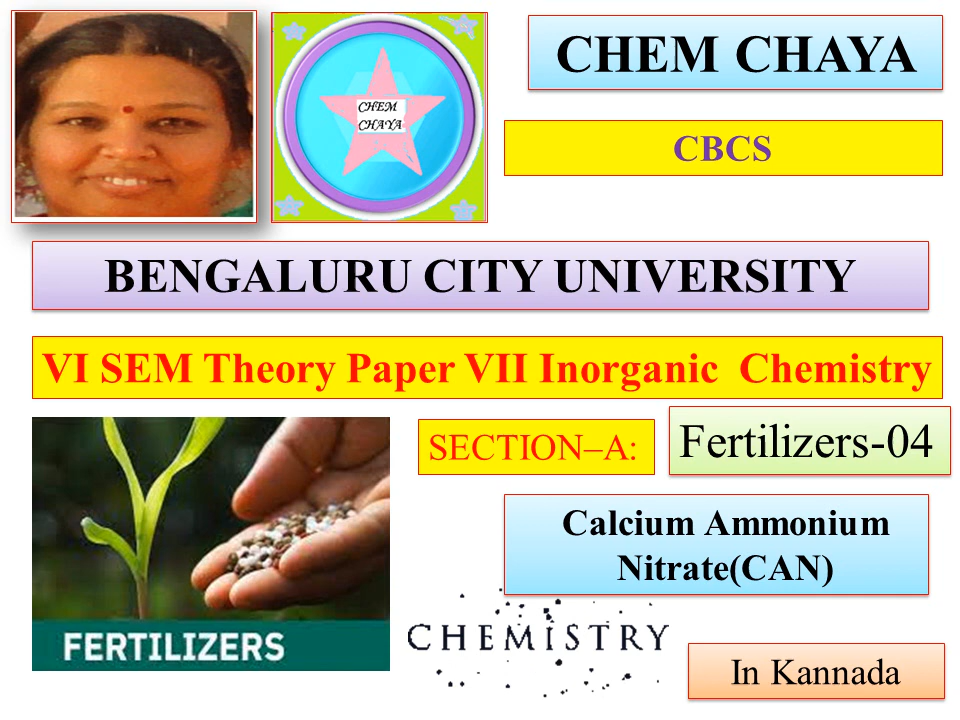 CHEM
CHAYA
CHEM CHAYA
CBCS
BENGALURU CITY UNIVERSITY
VI SEM Theory Paper VII Inorganic Chemistry
SECTION–A:
Fertilizers-04
Calcium Ammonium
Nitrate(CAN)
FERTILIZERS
CHEMISTRY
In Kannada